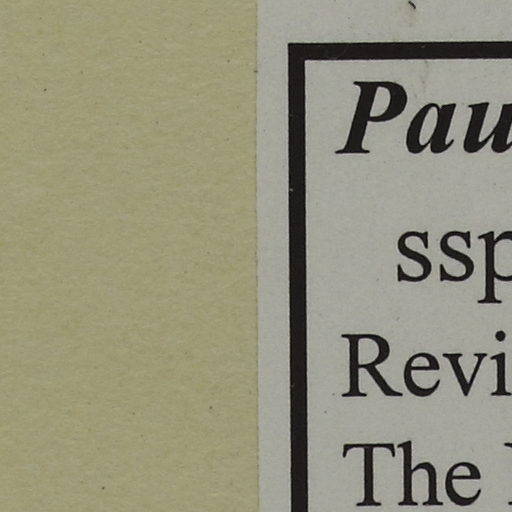 Pau
ssp
Revi
The